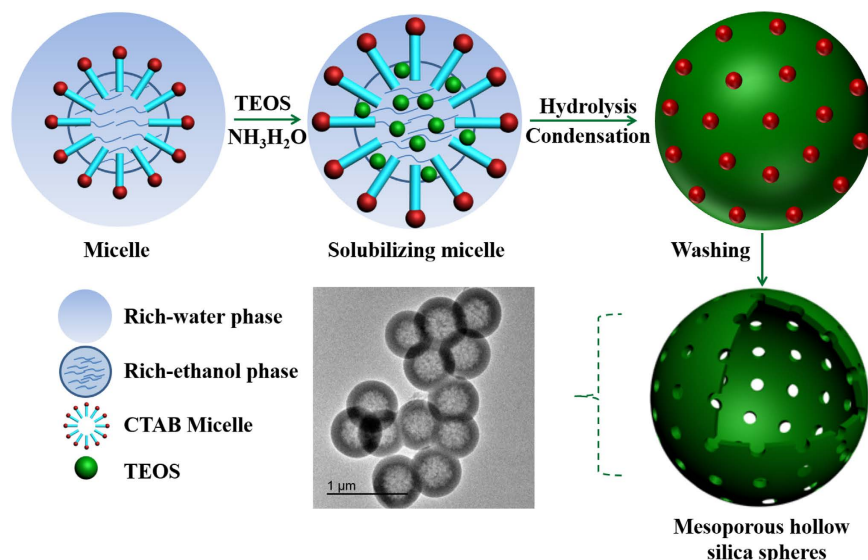 TEOS
NH₃H₂O
Hydrolysis
Condensation
Micelle
Solubilizing micelle
Washing
Rich-water phase
Rich-ethanol phase
CTAB Micelle
TEOS
1 μm
Mesoporous hollow
silica spheres